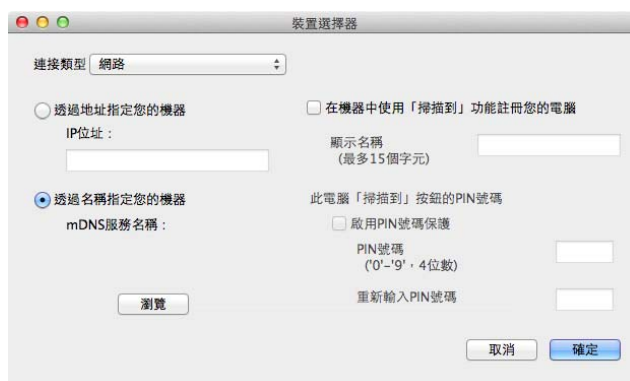 裝置選擇器
連接類型 網路
透過地址指定您的機器
IP位址：
透過名稱指定您的機器
mDNS服務名稱：
瀏覽
在機器中使用「掃描到」功能註冊您的電腦
顯示名稱
(最多15個字元)
此電腦「掃描到」按鈕的PIN號碼
啟用PIN號碼保護
PIN號碼
('0'–'9'，4位數)
重新輸入PIN號碼
取消
確定